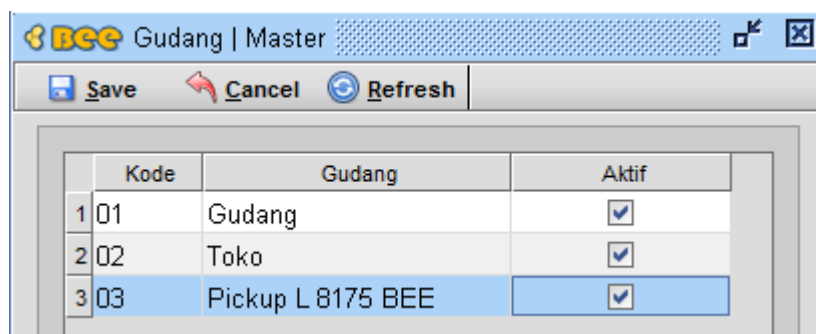 Bee Gudang | Master
Save Cancel Refresh
Kode Gudang Aktif
1 01 Gudang
2 02 Toko
3 03 Pickup L 8175 BEE